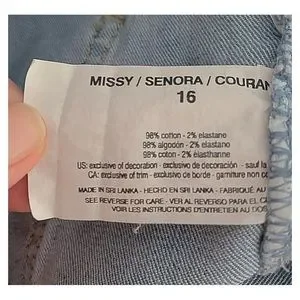 MISSY / SENORA / COURAN
16
98% cotton - 2% elastano
98% algodón - 2% elastano
98% coton - 2% élasthanne
US: exclusive of decoration - exclusivo de decoración - sauf la
CA: exclusive of trim - exclusivo de borde - garniture non co
MADE IN SRI LANKA - HECHO EN SRI LANKA - FABRIQUÉ AU
SEE REVERSE FOR CARE - VER AL REVERSO PARA EL C
VOIR LES INSTRUCTIONS D'ENTRETIEN AU DOS